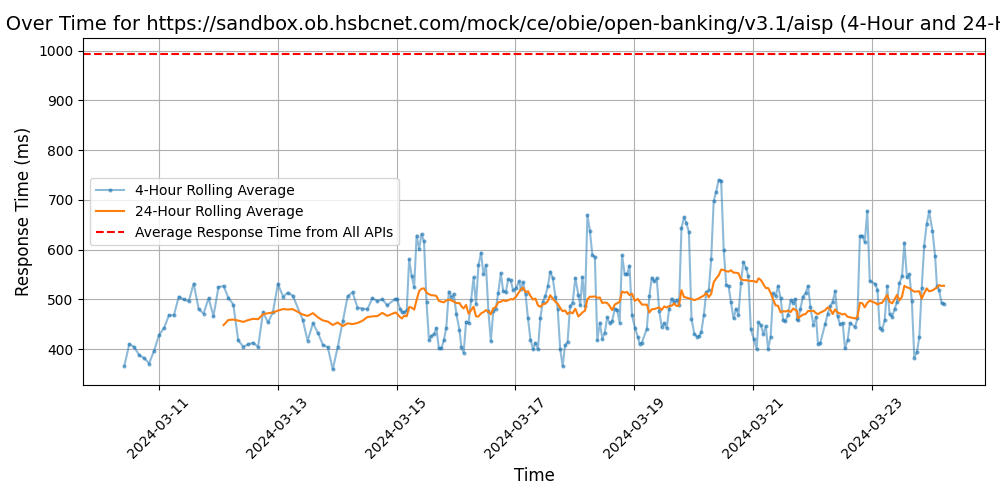 Over Time for https://sandbox.ob.hsbcnet.com/mock/ce/obie/open-banking/v3.1/aisp (4-Hour and 24-H
1000
900
800
700
600
500
400
Response Time (ms)
4-Hour Rolling Average
24-Hour Rolling Average
Average Response Time from All APIs
2024-03-11
2024-03-13
2024-03-15
2024-03-17
2024-03-19
2024-03-21
2024-03-23
Time